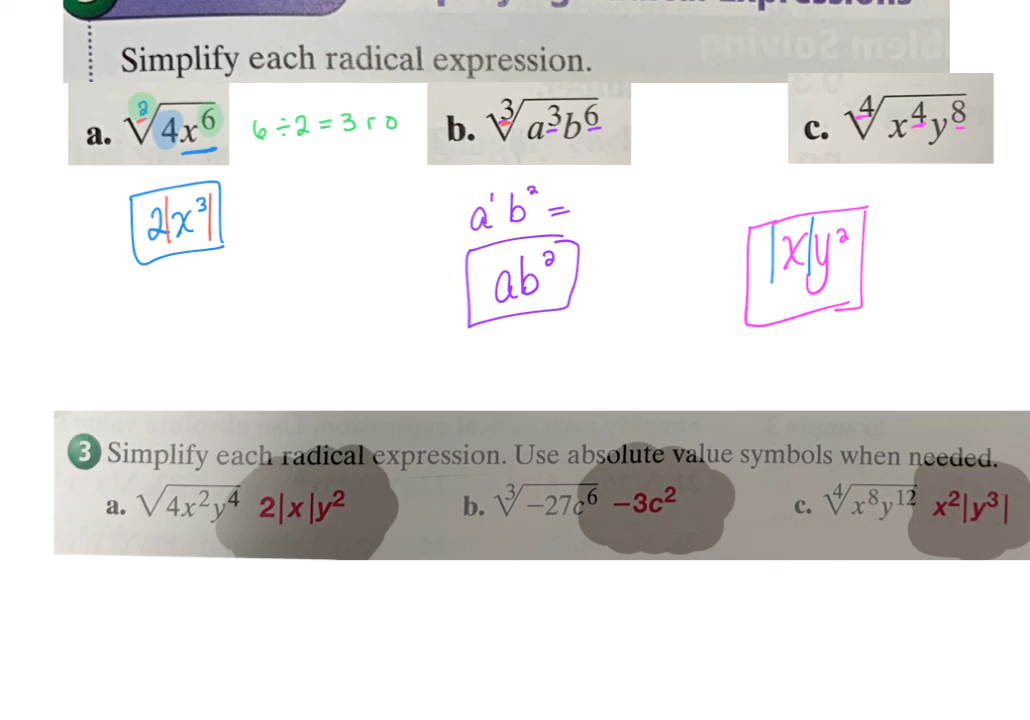 Simplify each radical expression.
a. ²√4x⁶ 6 ÷ 2 = 3 r 0 b. ³√a³b⁶ c. ⁴√x⁴y⁸
2|x³| a¹b² = |x|y²
ab²
3 Simplify each radical expression. Use absolute value symbols when needed.
a. √4x²y⁴ 2|x|y² b. ³√−27c⁶ −3c² c. ⁴√x⁸y¹² x²|y³|